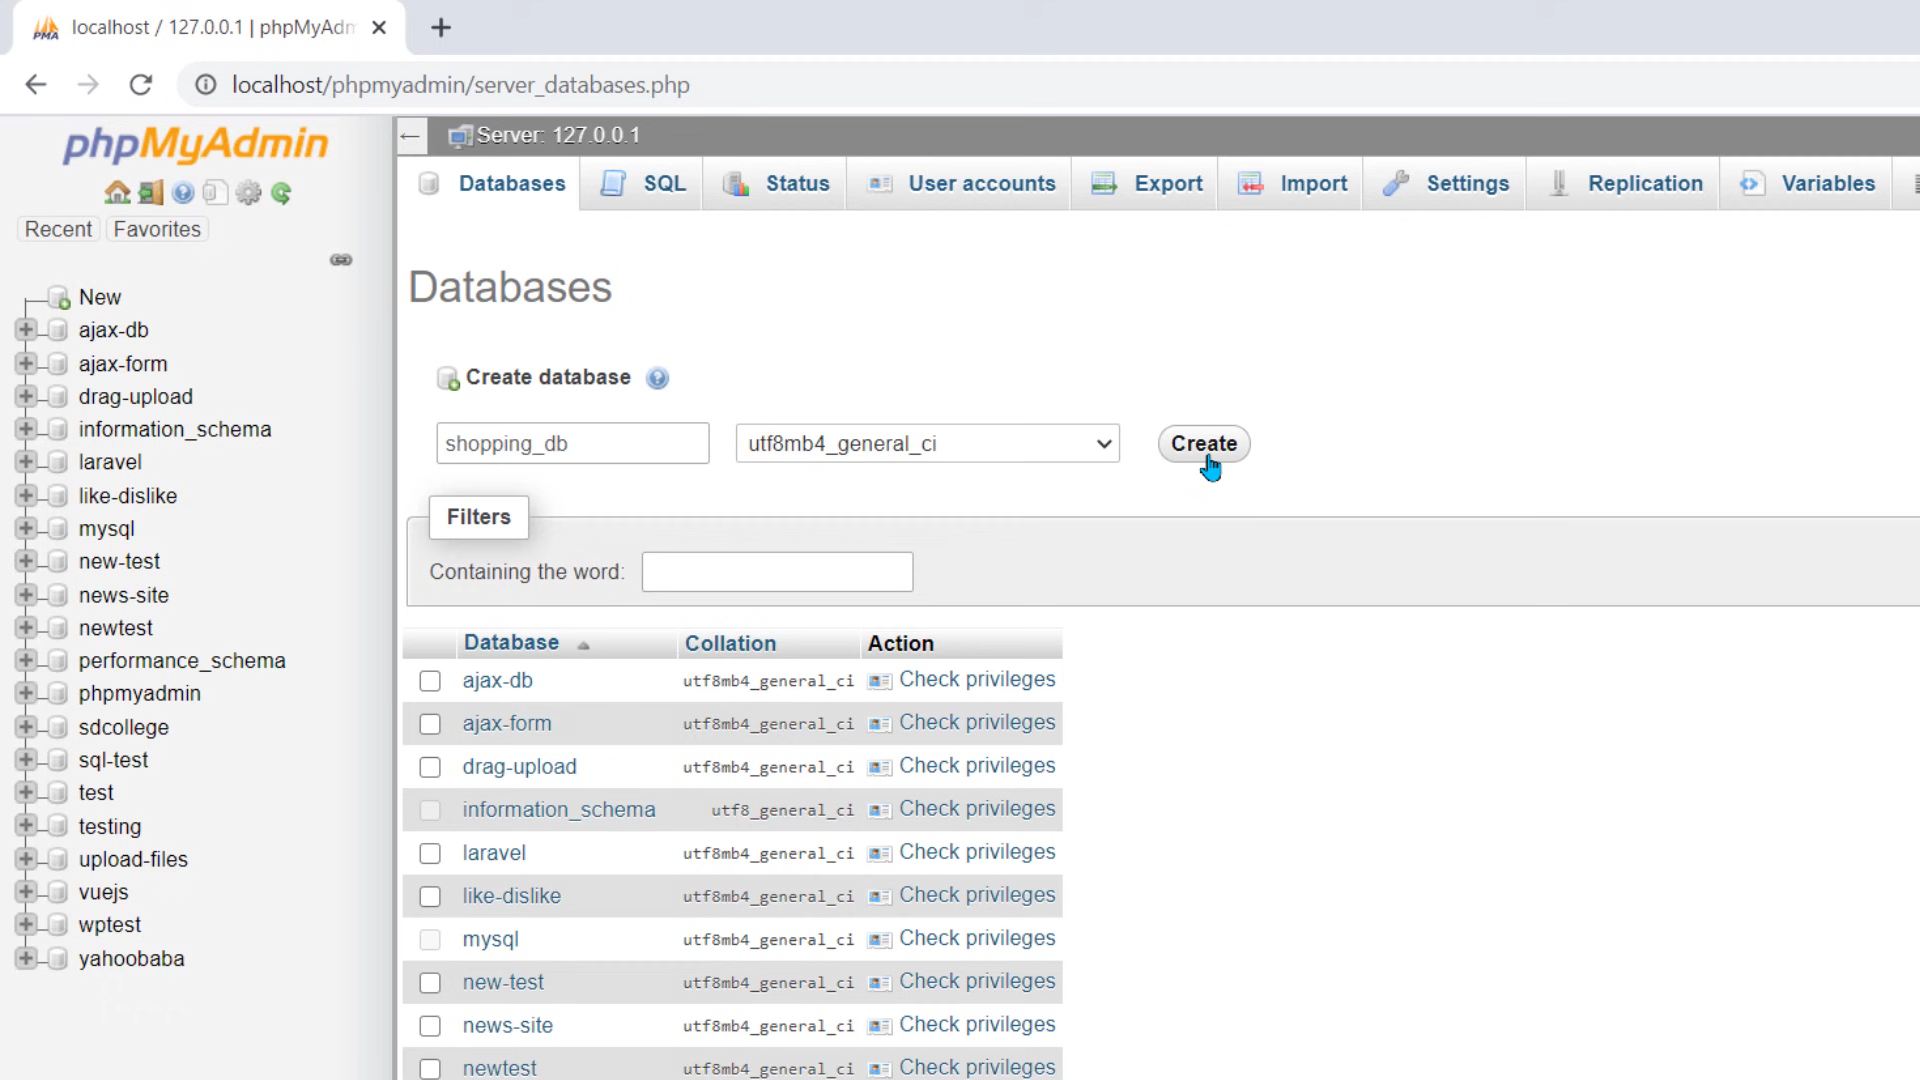 localhost / 127.0.0.1 | phpMyAdm
localhost/phpmyadmin/server_databases.php
phpMyAdmin
Recent
Favorites
New
ajax-db
ajax-form
drag-upload
information_schema
laravel
like-dislike
mysql
new-test
news-site
newtest
performance_schema
phpmyadmin
sdcollege
sql-test
test
testing
upload-files
vuejs
wptest
yahoobaba
Server: 127.0.0.1
Databases SQL Status User accounts Export Import Settings Replication Variables
Databases
Create database
shopping_db utf8mb4_general_ci Create
Filters
Containing the word:
Database Collation Action
ajax-db utf8mb4_general_ci Check privileges
ajax-form utf8mb4_general_ci Check privileges
drag-upload utf8mb4_general_ci Check privileges
information_schema utf8_general_ci Check privileges
laravel utf8mb4_general_ci Check privileges
like-dislike utf8mb4_general_ci Check privileges
mysql utf8mb4_general_ci Check privileges
new-test utf8mb4_general_ci Check privileges
news-site utf8mb4_general_ci Check privileges
newtest utf8mb4_general_ci Check privileges